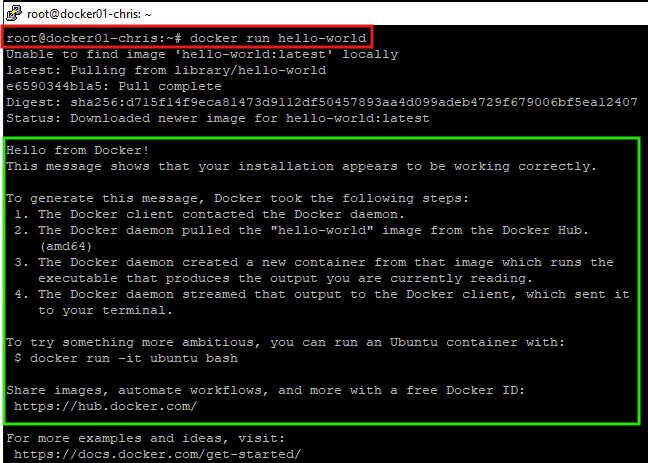 root@docker01-chris: ~
root@docker01-chris:~# docker run hello-world
Unable to find image 'hello-world:latest' locally
latest: Pulling from library/hello-world
e6590344b1a5: Pull complete
Digest: sha256:d715f14f9eca81473d9112df50457893aa4d099adeb4729f679006bf5ea12407
Status: Downloaded newer image for hello-world:latest
Hello from Docker!
This message shows that your installation appears to be working correctly.
To generate this message, Docker took the following steps:
1. The Docker client contacted the Docker daemon.
2. The Docker daemon pulled the "hello-world" image from the Docker Hub.
(amd64)
3. The Docker daemon created a new container from that image which runs the
executable that produces the output you are currently reading.
4. The Docker daemon streamed that output to the Docker client, which sent it
to your terminal.
To try something more ambitious, you can run an Ubuntu container with:
$ docker run -it ubuntu bash
Share images, automate workflows, and more with a free Docker ID:
https://hub.docker.com/
For more examples and ideas, visit:
https://docs.docker.com/get-started/